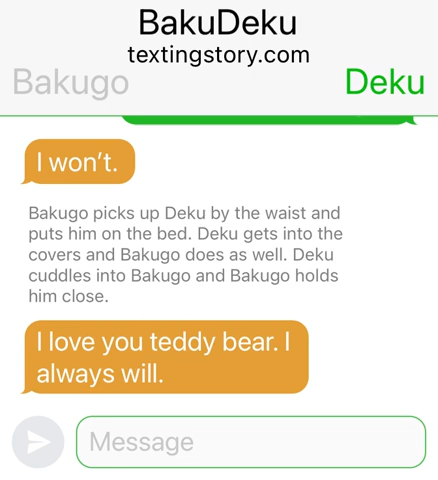 BakuDeku
textingstory.com
Bakugo Deku
I won't.
Bakugo picks up Deku by the waist and
puts him on the bed. Deku gets into the
covers and Bakugo does as well. Deku
cuddles into Bakugo and Bakugo holds
him close.
I love you teddy bear. I
always will.
Message